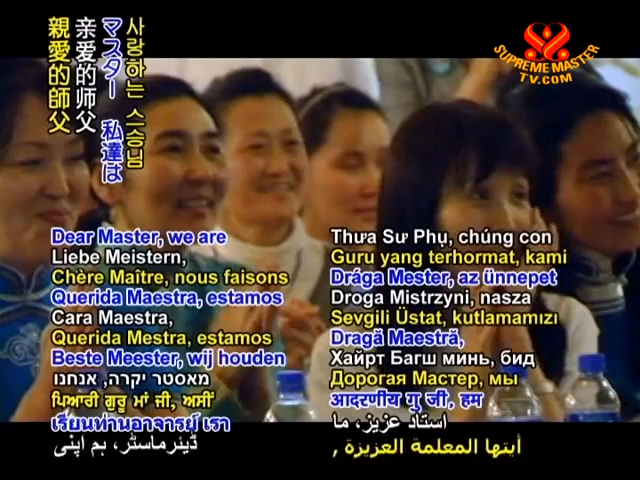 親愛的師父
亲爱的师父
マスター 私達は
사랑하는 스승님
SUPREME MASTER
TV.COM
Dear Master, we are
Liebe Meistern,
Chère Maître, nous faisons
Querida Maestra, estamos
Cara Maestra,
Querida Mestra, estamos
Beste Meester, wij houden
מאסטר יקרה, אנחנו
ਪਿਆਰੀ ਗੁਰੂ ਮਾਂ ਜੀ, ਅਸੀਂ
เรียนท่านอาจารย์ เรา
ڈیئرماسٹر، ہم اپنی
Thưa Sư Phụ, chúng con
Guru yang terhormat, kami
Drága Mester, az ünnepet
Droga Mistrzyni, nasza
Sevgili Üstat, kutlamamızı
Dragă Maestră,
Хайрт Багш минь, бид
Дорогая Мастер, мы
आदरणीय गु जी, हम
استاد عزیز، ما
أيتها المعلمة العزيزة ,